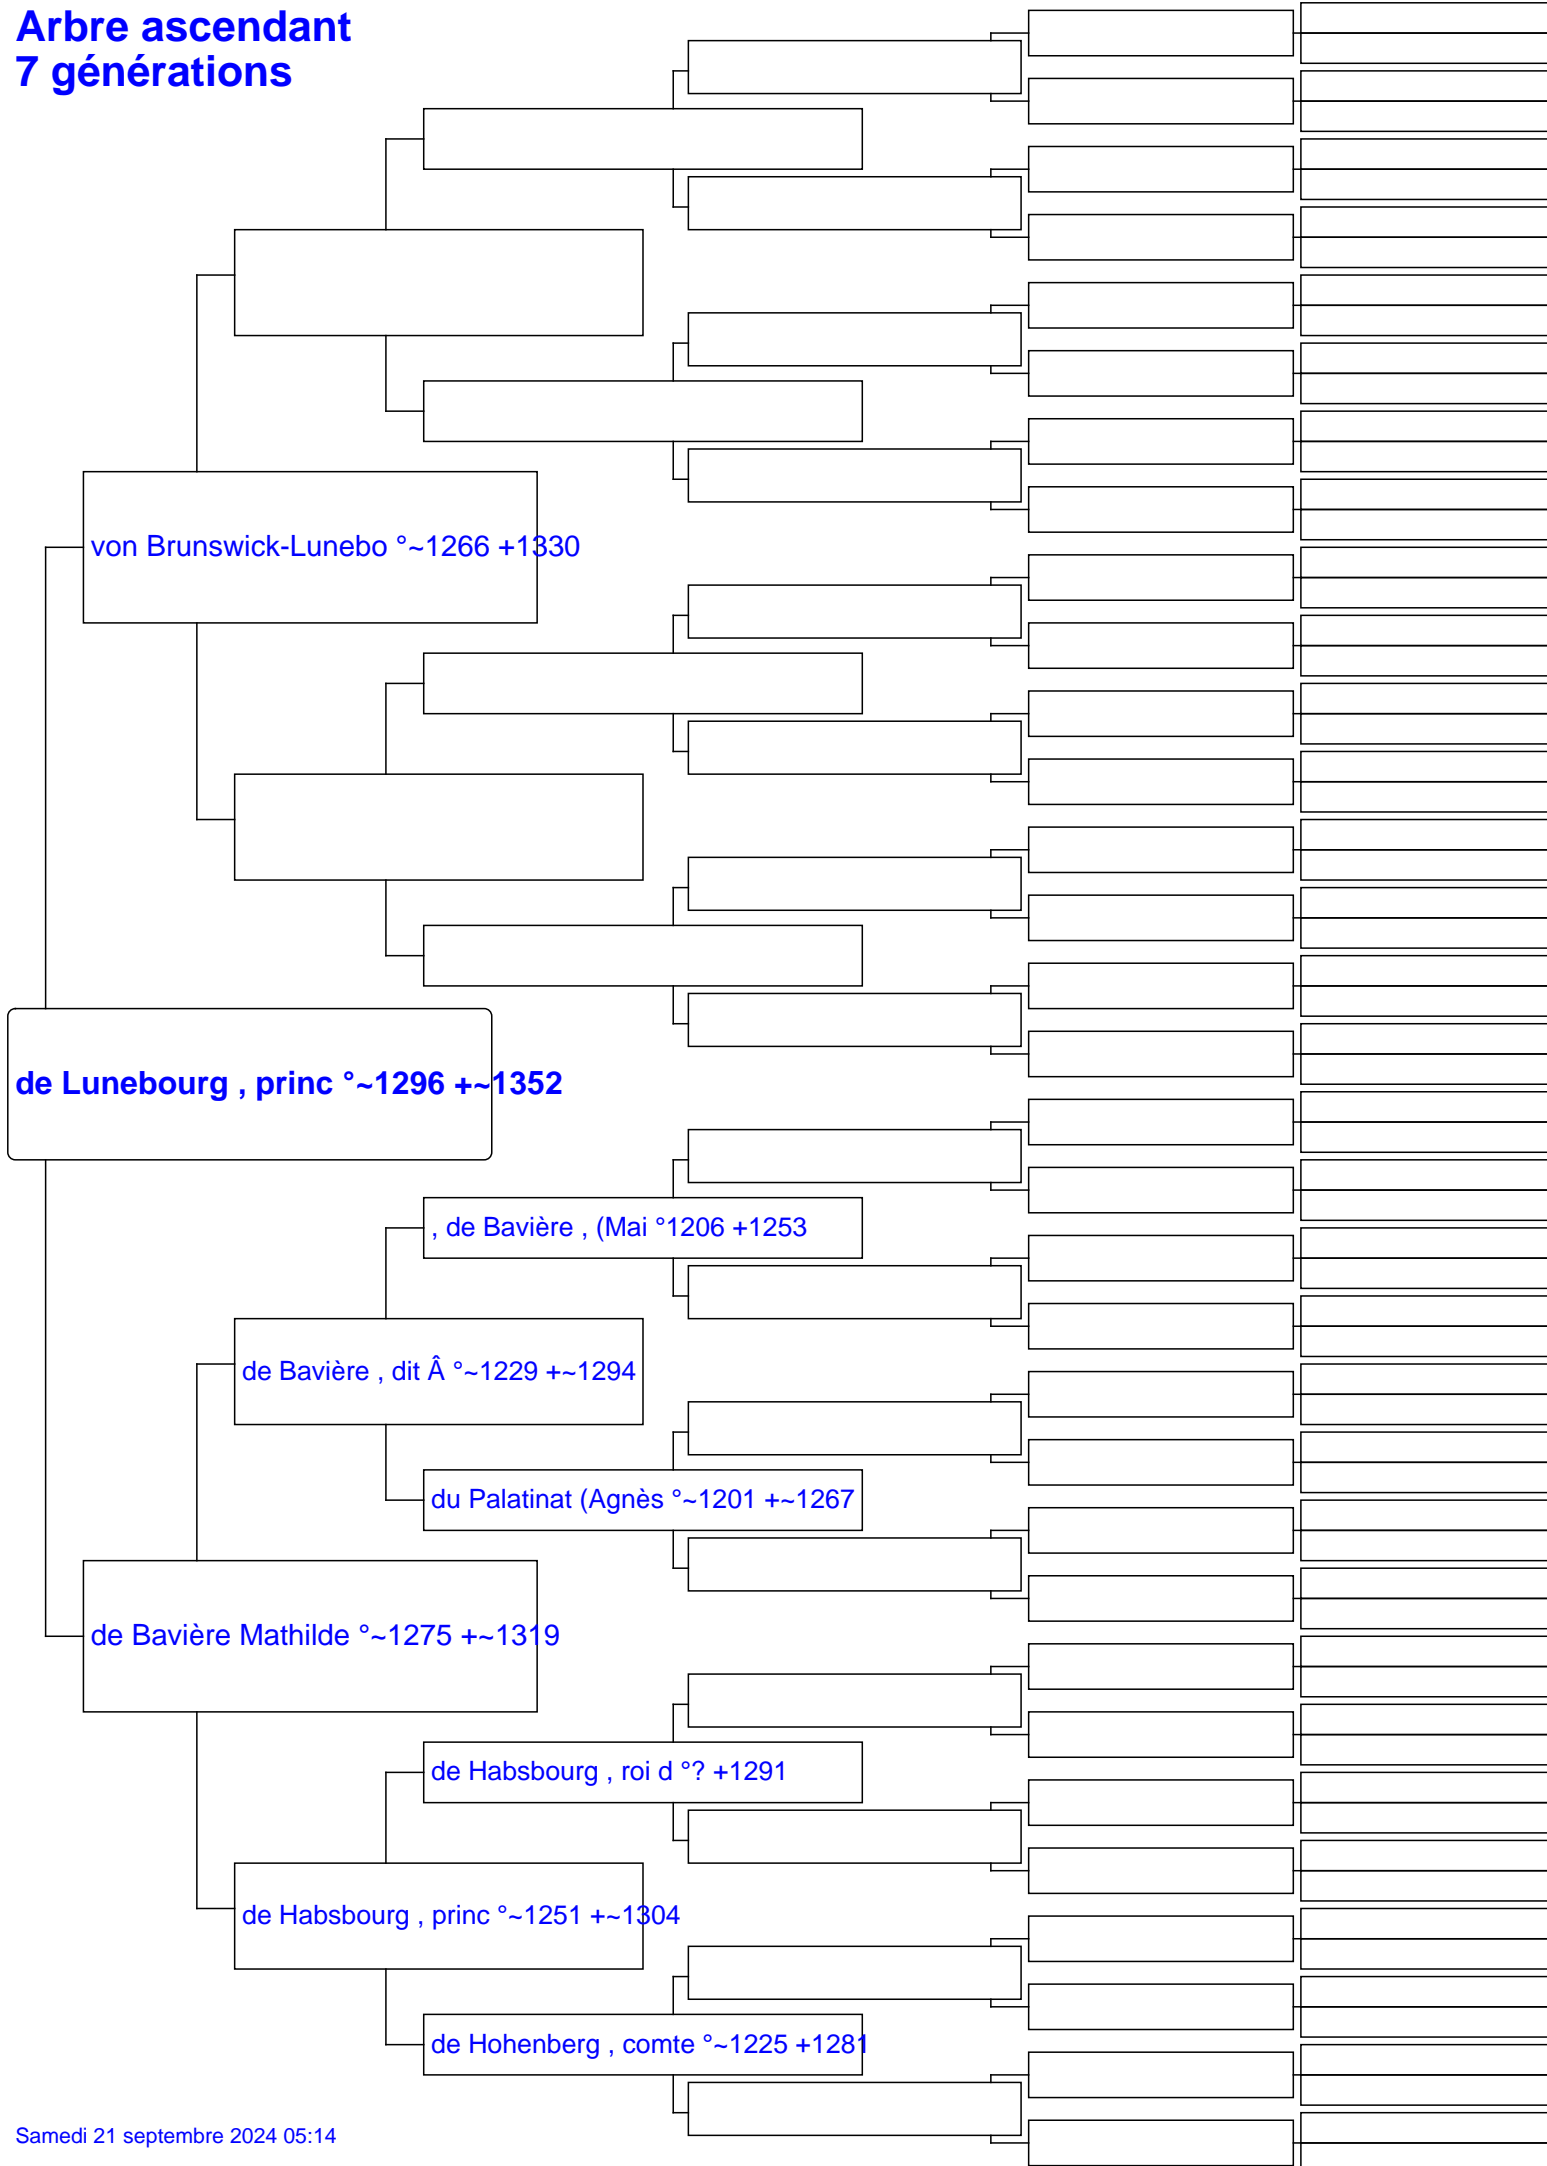 Arbre ascendant
7 générations
von Brunswick-Lunebo °~1266 +1330
de Lunebourg , princ °~1296 +~1352
, de Bavière , (Mai °1206 +1253
de Bavière , dit Â °~1229 +~1294
du Palatinat (Agnès °~1201 +~1267
de Bavière Mathilde °~1275 +~1319
de Habsbourg , roi d °? +1291
de Habsbourg , princ °~1251 +~1304
de Hohenberg , comte °~1225 +1281
Samedi 21 septembre 2024 05:14